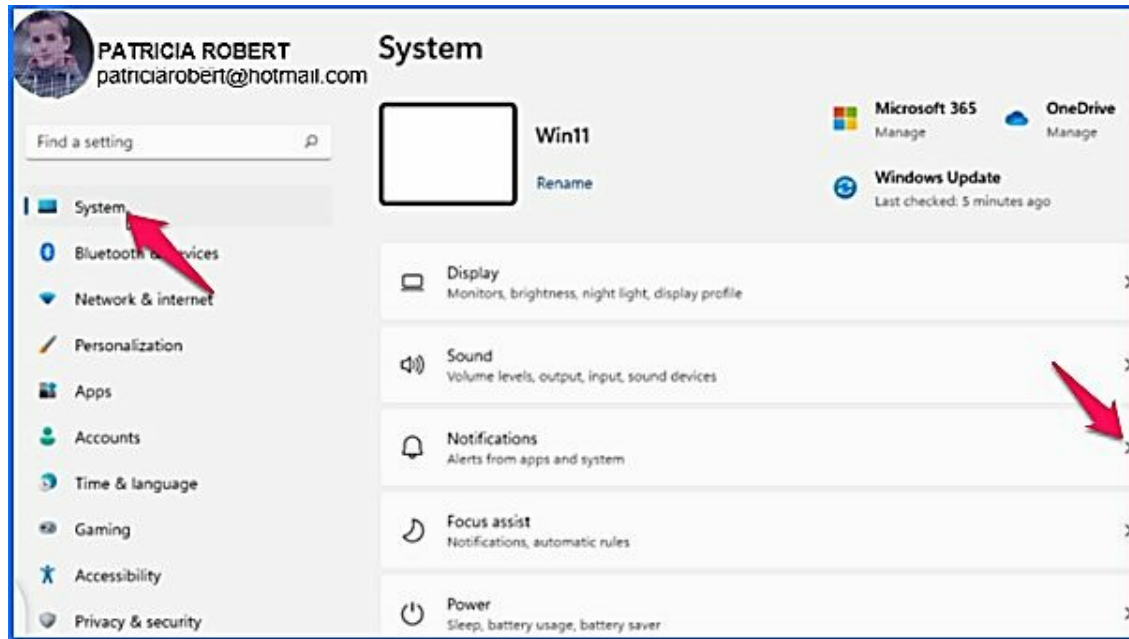 PATRICIA ROBERT
patriciarobert@hotmail.com
Find a setting
System
Bluetooth & devices
Network & internet
Personalization
Apps
Accounts
Time & language
Gaming
Accessibility
Privacy & security
System
Win11
Rename
Microsoft 365
Manage
OneDrive
Manage
Windows Update
Last checked: 5 minutes ago
Display
Monitors, brightness, night light, display profile
Sound
Volume levels, output, input, sound devices
Notifications
Alerts from apps and system
Focus assist
Notifications, automatic rules
Power
Sleep, battery usage, battery saver